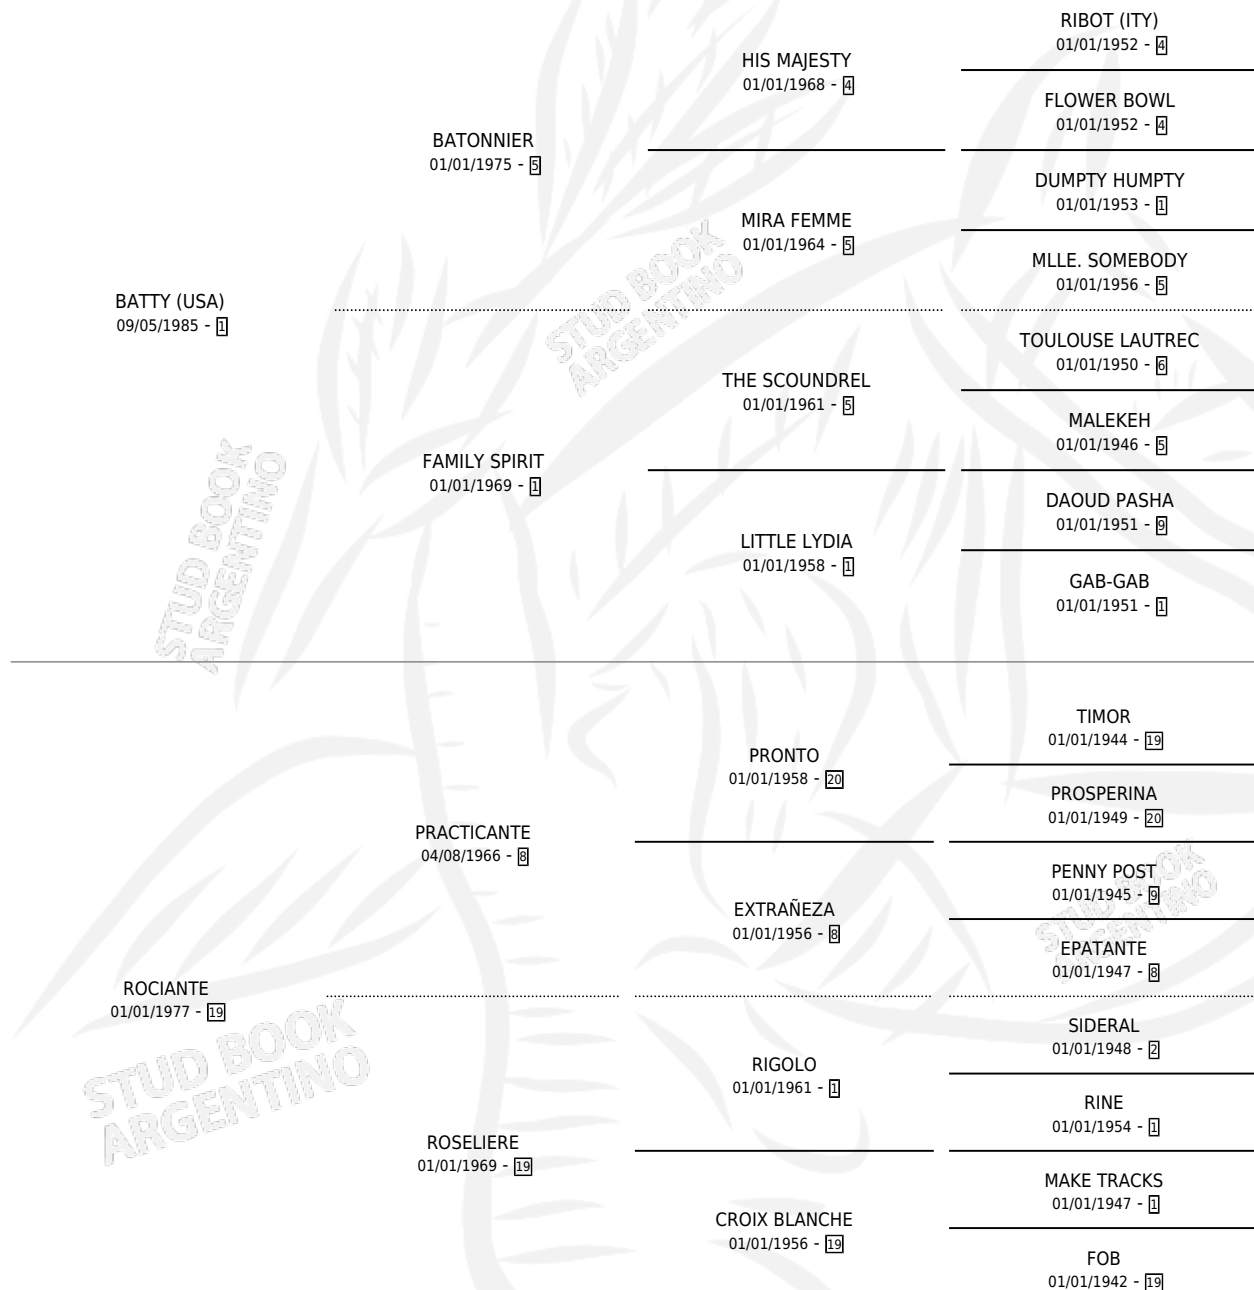 RIBOT (ITY)
01/01/1952 - 4
HIS MAJESTY
01/01/1968 - 4
FLOWER BOWL
01/01/1952 - 4
BATONNIER
01/01/1975 - 5
DUMPTY HUMPTY
01/01/1953 - 1
MIRA FEMME
01/01/1964 - 5
MLLE. SOMEBODY
01/01/1956 - 5
BATTY (USA)
09/05/1985 - 1
TOULOUSE LAUTREC
01/01/1950 - 6
THE SCOUNDREL
01/01/1961 - 5
MALEKEH
01/01/1946 - 5
FAMILY SPIRIT
01/01/1969 - 1
DAOUD PASHA
01/01/1951 - 9
LITTLE LYDIA
01/01/1958 - 1
GAB-GAB
01/01/1951 - 1
STUD BOOK
ARGENTINO
STUD BOOK
ARGENTINO
TIMOR
01/01/1944 - 19
PRONTO
01/01/1958 - 20
PROSPERINA
01/01/1949 - 20
PRACTICANTE
04/08/1966 - 8
PENNY POST
01/01/1945 - 9
EXTRAÑEZA
01/01/1956 - 8
EPATANTE
01/01/1947 - 8
ROCIANTE
01/01/1977 - 19
SIDERAL
01/01/1948 - 2
RIGOLO
01/01/1961 - 1
RINE
01/01/1954 - 1
ROSELIERE
01/01/1969 - 19
MAKE TRACKS
01/01/1947 - 1
CROIX BLANCHE
01/01/1956 - 19
FOB
01/01/1942 - 19
STUD BOOK
ARGENTINO
STUD BOOK
ARGENTINO